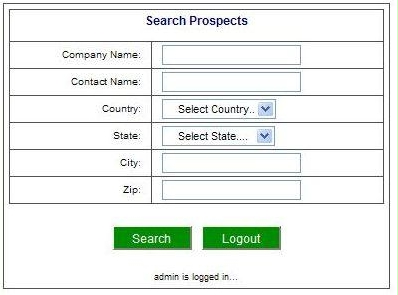 Search Prospects
Company Name:
Contact Name:
Country: Select Country..
State: Select State....
City:
Zip:
Search Logout
admin is logged in...